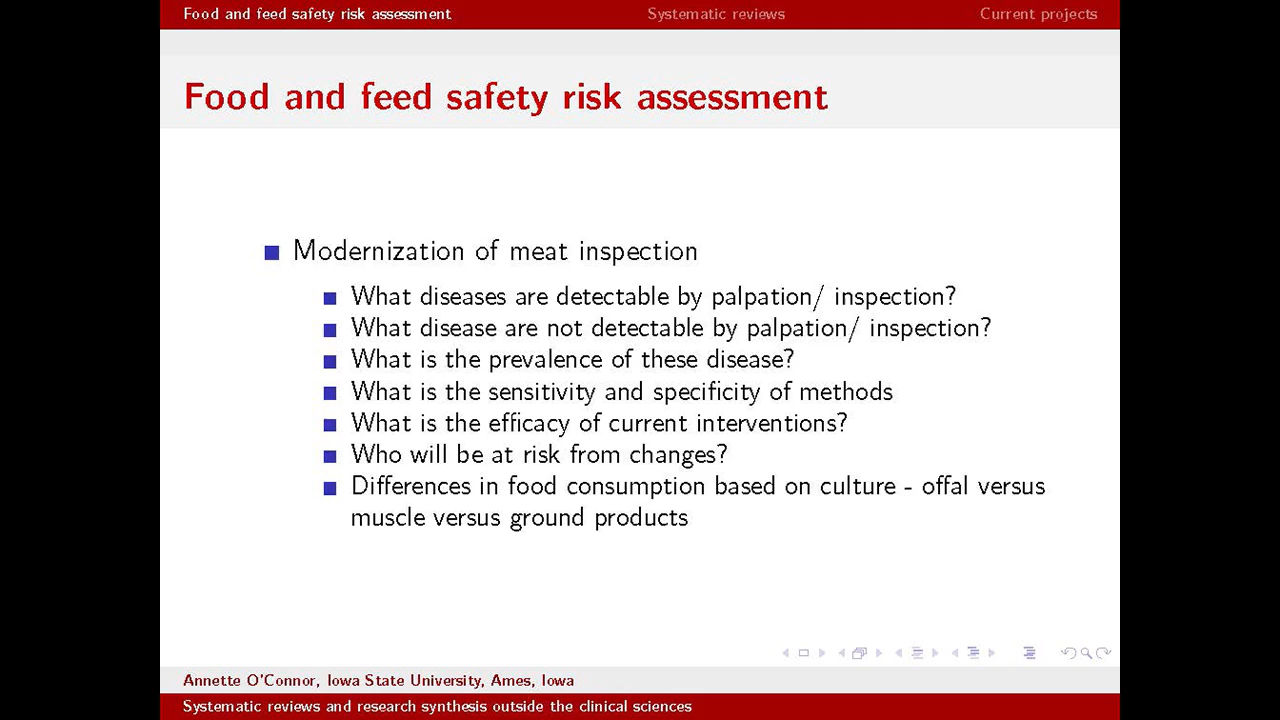 Food and feed safety risk assessment Systematic reviews Current projects
Food and feed safety risk assessment
Modernization of meat inspection
What diseases are detectable by palpation/ inspection?
What disease are not detectable by palpation/ inspection?
What is the prevalence of these disease?
What is the sensitivity and specificity of methods
What is the efficacy of current interventions?
Who will be at risk from changes?
Differences in food consumption based on culture - offal versus
muscle versus ground products
Annette O'Connor, Iowa State University, Ames, Iowa
Systematic reviews and research synthesis outside the clinical sciences